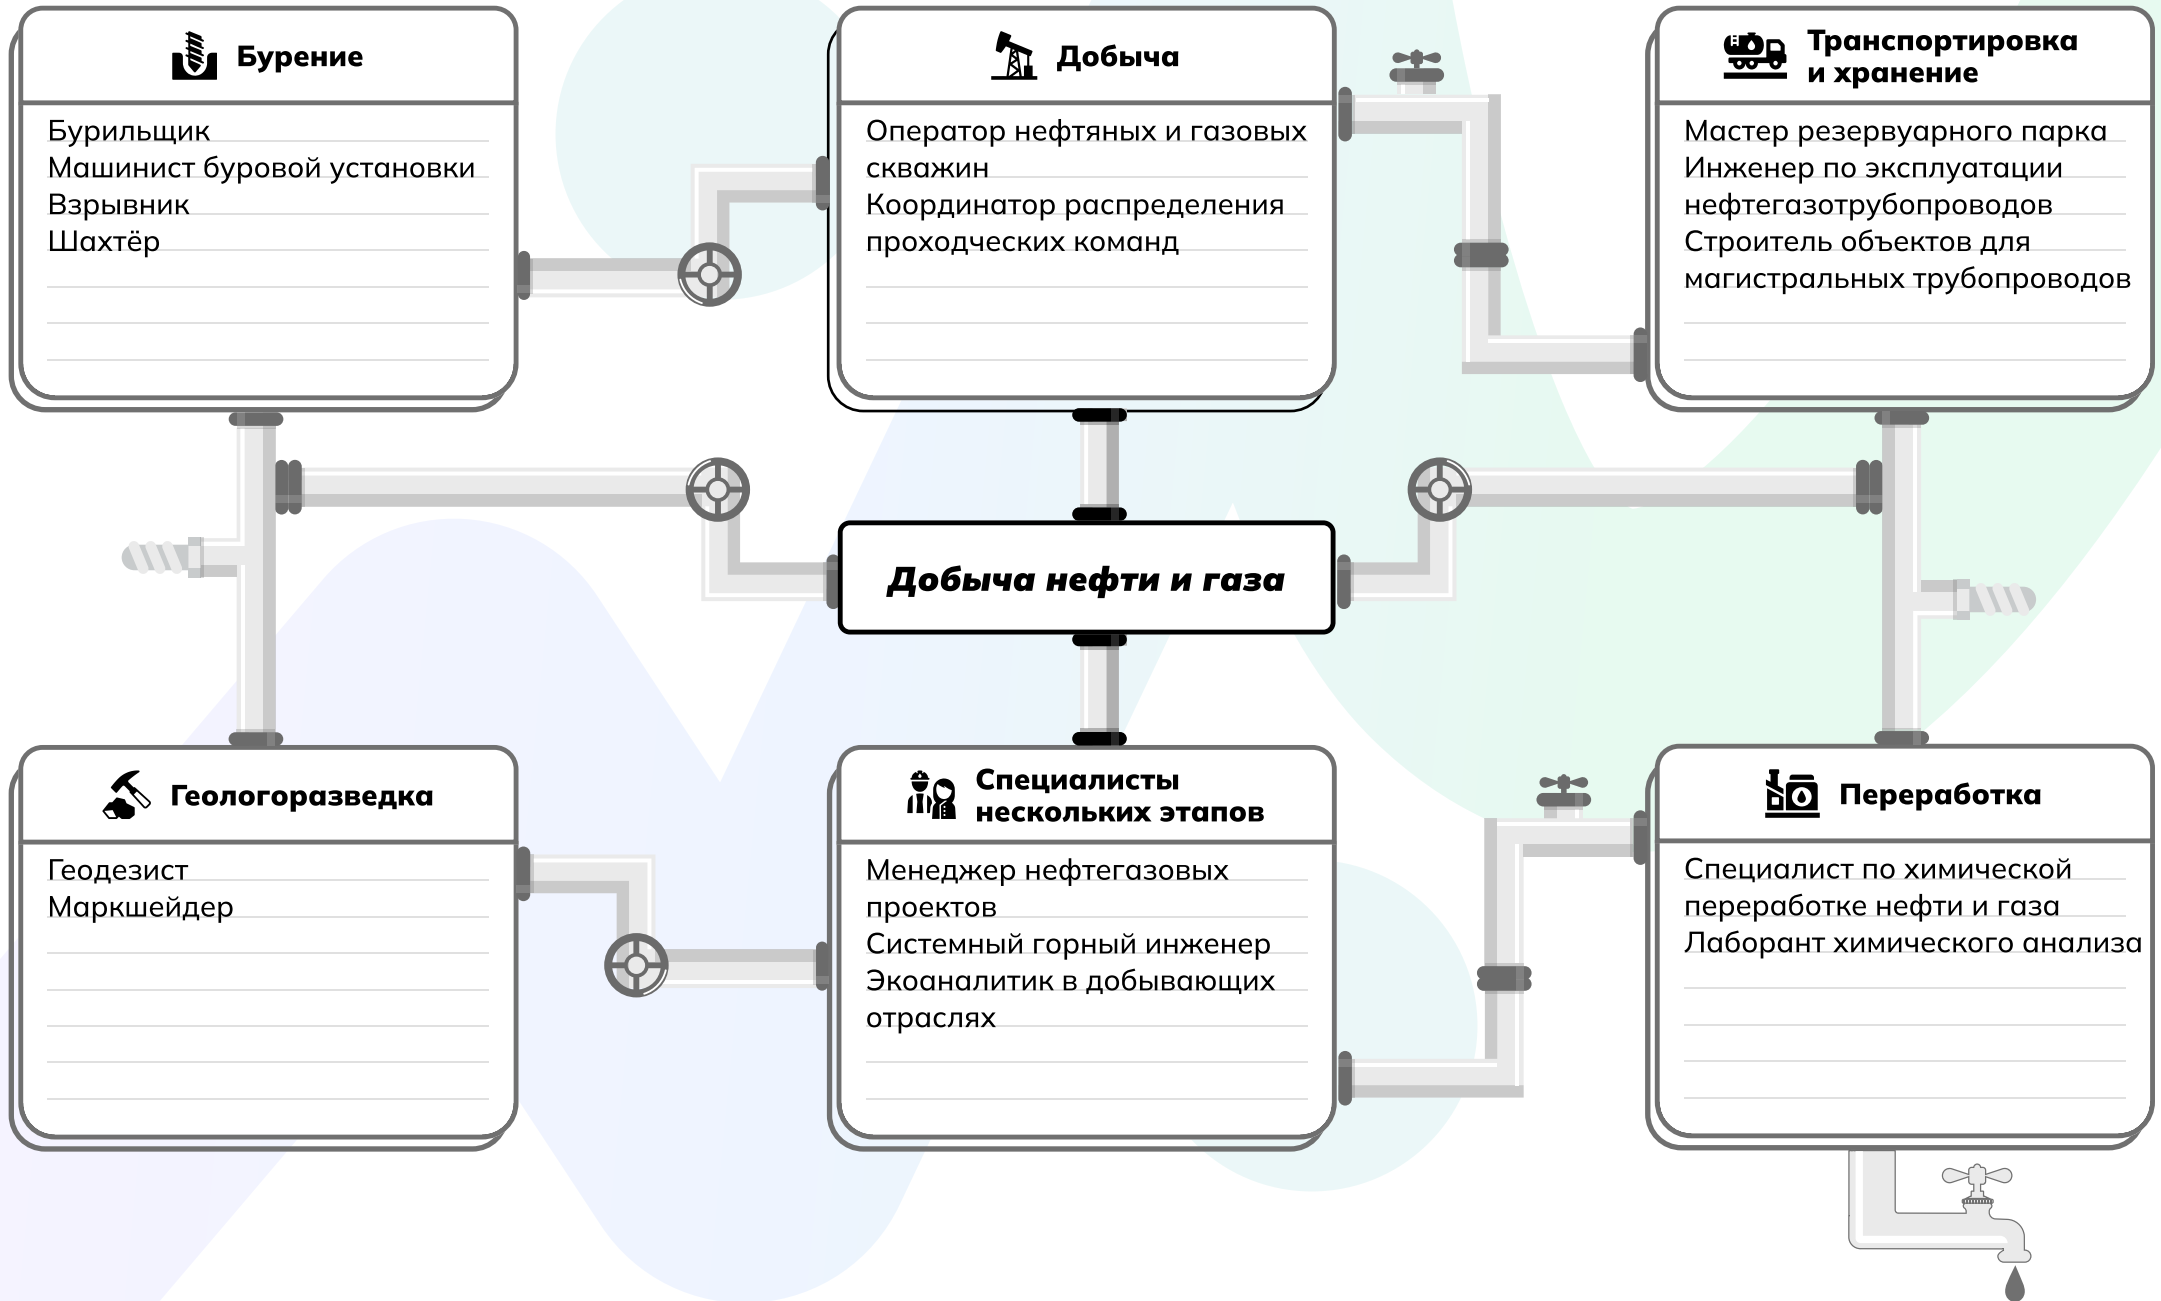 Бурение
Бурильщик
Машинист буровой установки
Взрывник
Шахтёр
Добыча
Оператор нефтяных и газовых
скважин
Координатор распределения
проходческих команд
Транспортировка
и хранение
Мастер резервуарного парка
Инженер по эксплуатации
нефтегазотрубопроводов
Строитель объектов для
магистральных трубопроводов
Добыча нефти и газа
Геологоразведка
Геодезист
Маркшейдер
Специалисты
нескольких этапов
Менеджер нефтегазовых
проектов
Системный горный инженер
Экоаналитик в добывающих
отраслях
Переработка
Специалист по химической
переработке нефти и газа
Лаборант химического анализа